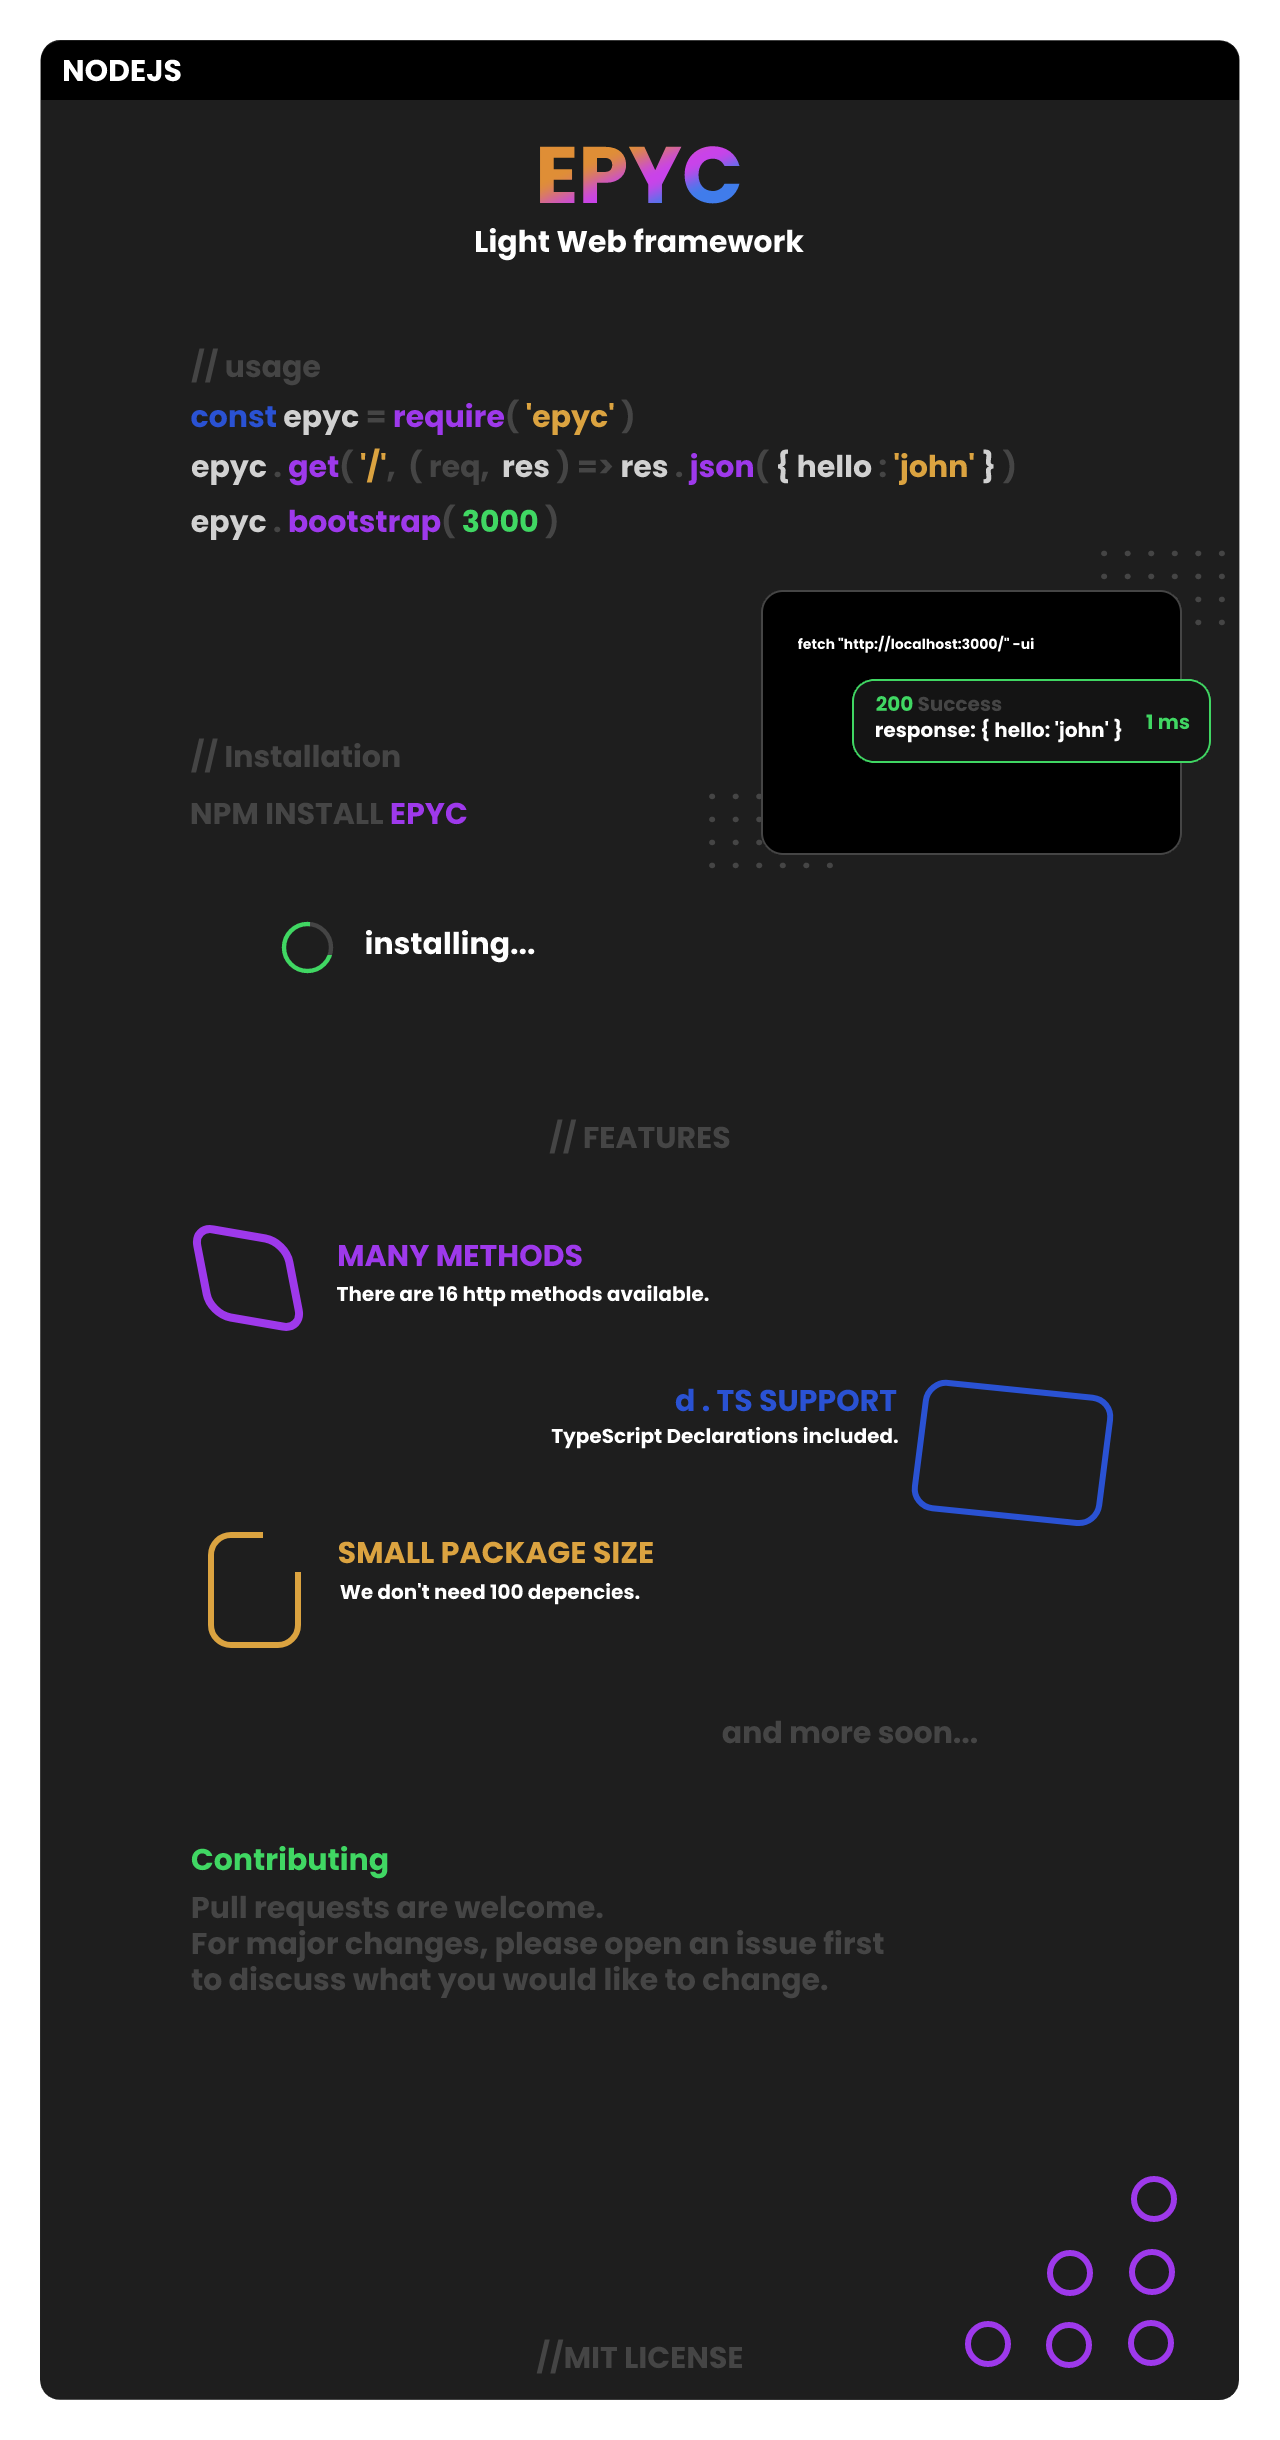 NODEJS
EPYC
Light Web framework
// usage
const epyc = require( 'epyc' )
epyc . get( '/', ( req, res ) => res . json( { hello : 'john' } )
epyc . bootstrap( 3000 )
fetch "http://localhost:3000/" -ui
200 Success
response: { hello: 'john' }
1 ms
// Installation
NPM INSTALL EPYC
installing...
// FEATURES
MANY METHODS
There are 16 http methods available.
d . TS SUPPORT
TypeScript Declarations included.
SMALL PACKAGE SIZE
We don't need 100 depencies.
and more soon...
Contributing
Pull requests are welcome.
For major changes, please open an issue first
to discuss what you would like to change.
//MIT LICENSE